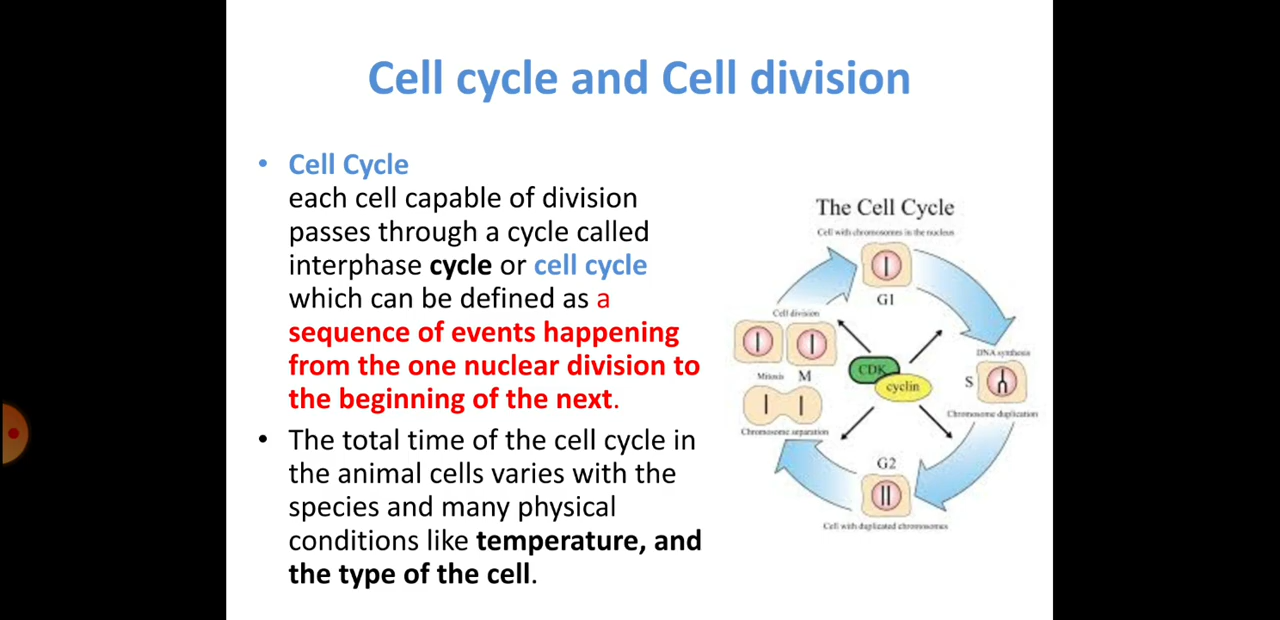 Cell cycle and Cell division
• Cell Cycle
each cell capable of division
passes through a cycle called
interphase cycle or cell cycle
which can be defined as a
sequence of events happening
from the one nuclear division to
the beginning of the next.
• The total time of the cell cycle in
the animal cells varies with the
species and many physical
conditions like temperature, and
the type of the cell.
The Cell Cycle
Cell with chromosomes in the nucleus
G1
DNA synthesis
S
Chromosome duplication
G2
Cell with duplicated chromosomes
Cell division
Mitosis M
Chromosome separation
CDK
cyclin